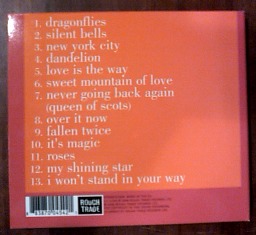 1. dragonflies
2. silent bells
3. new york city
4. dandelion
5. love is the way
6. sweet mountain of love
7. never going back again
(queen of scots)
8. over it now
9. fallen twice
10. it's magic
11. roses
12. my shining star
13. i won't stand in your way
ROUGH
TRADE